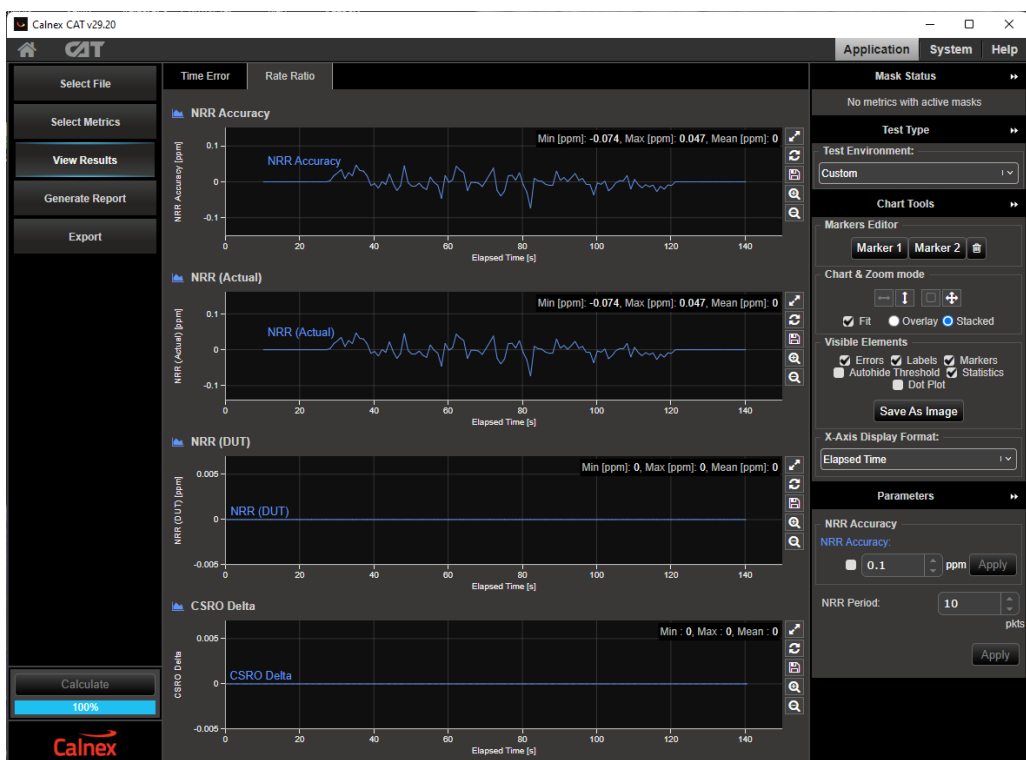 Calnex CAT v29.20
CAT
Application System Help
Select File
Select Metrics
View Results
Generate Report
Export
Calculate
100%
Calnex
Time Error Rate Ratio
NRR Accuracy
Min [ppm]: -0.074, Max [ppm]: 0.047, Mean [ppm]: 0
NRR Accuracy
NRR Accuracy [ppm]
0.1
0
-0.1
0 20 40 60 80 100 120 140
Elapsed Time [s]
NRR (Actual)
Min [ppm]: -0.074, Max [ppm]: 0.047, Mean [ppm]: 0
NRR (Actual)
NRR (Actual) [ppm]
0.1
0
-0.1
0 20 40 60 80 100 120 140
Elapsed Time [s]
NRR (DUT)
Min [ppm]: 0, Max [ppm]: 0, Mean [ppm]: 0
NRR (DUT)
NRR (DUT) [ppm]
0.005
0
-0.005
0 20 40 60 80 100 120 140
Elapsed Time [s]
CSRO Delta
Min : 0, Max : 0, Mean : 0
CSRO Delta
CSRO Delta
0.005
0
-0.005
0 20 40 60 80 100 120 140
Elapsed Time [s]
Mask Status
No metrics with active masks
Test Type
Test Environment:
Custom
Chart Tools
Markers Editor
Marker 1 Marker 2
Chart & Zoom mode
Fit Overlay Stacked
Visible Elements
Errors Labels Markers
Autohide Threshold Statistics
Dot Plot
Save As Image
X-Axis Display Format:
Elapsed Time
Parameters
NRR Accuracy
NRR Accuracy:
0.1 ppm Apply
NRR Period: 10
pkts
Apply